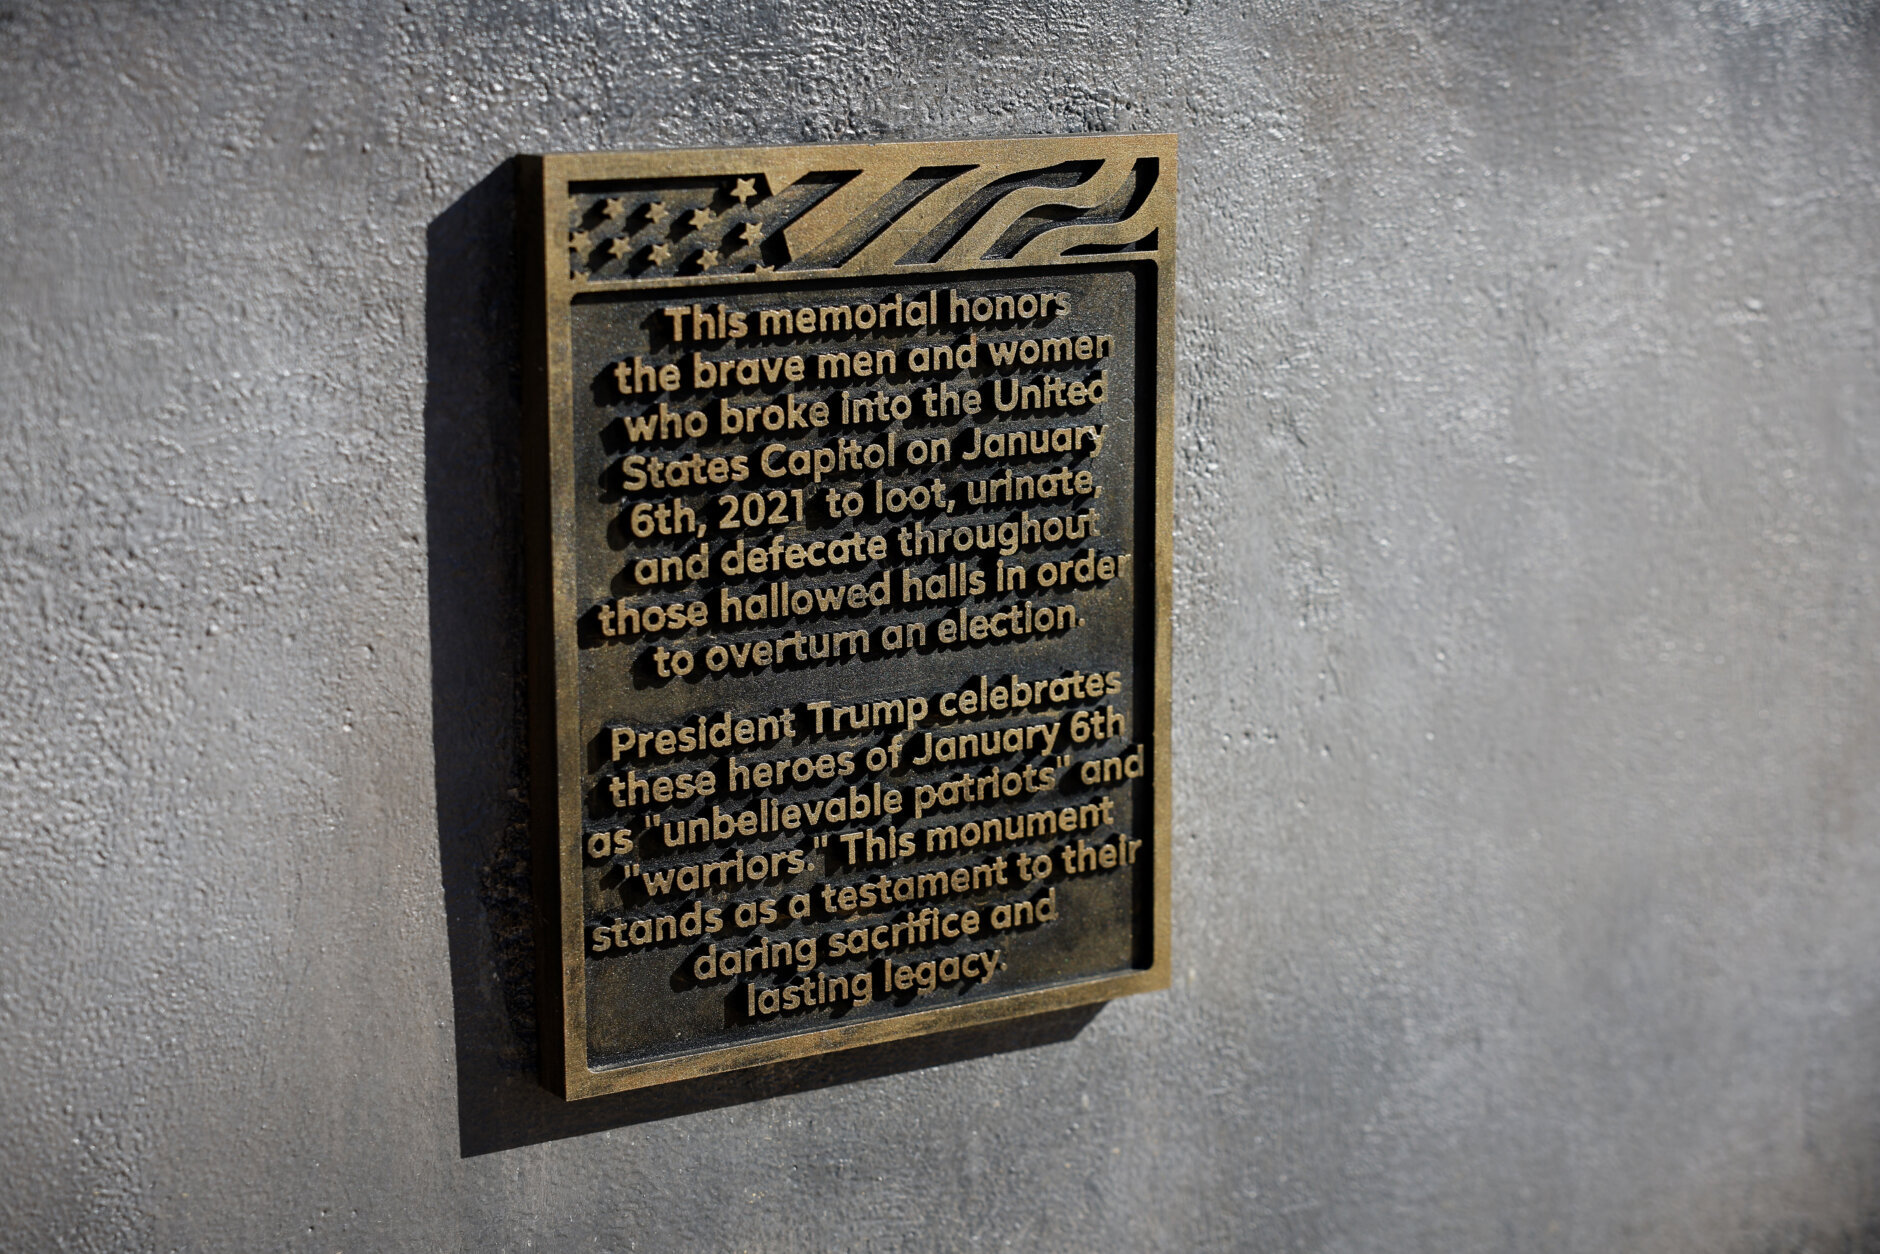 This memorial honors
the brave men and women
who broke into the United
States Capitol on January
6th, 2021 to loot, urinate,
and defecate throughout
those hallowed halls in order
to overturn an election.
President Trump celebrates
these heroes of January 6th
as "unbelievable patriots" and
"warriors." This monument
stands as a testament to their
daring sacrifice and
lasting legacy.